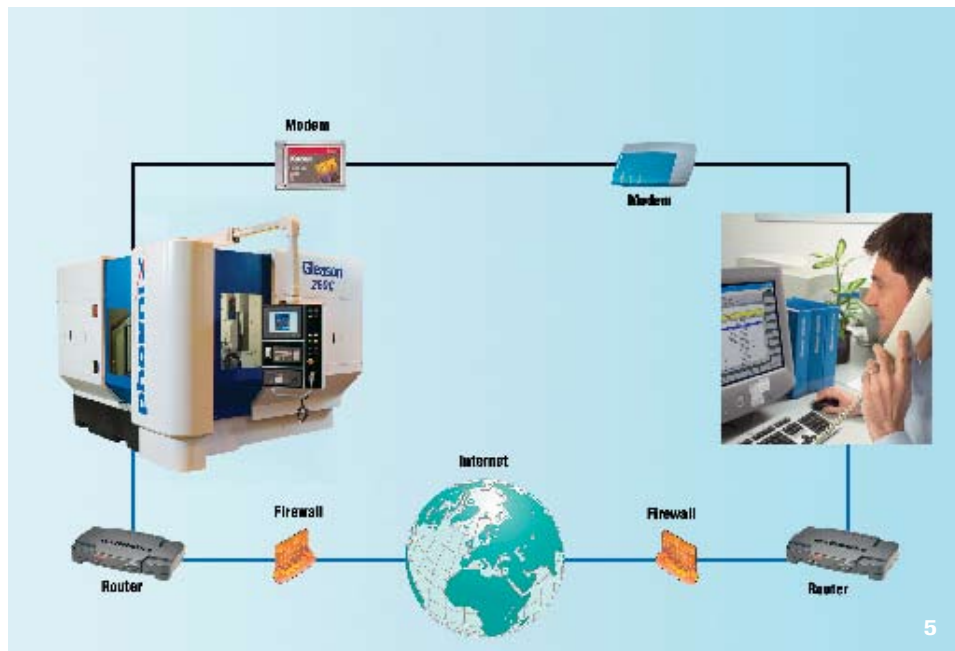 Modem
Modem
Gleason
PHOENIX
Internet
Firewall
Firewall
Router
Router
5